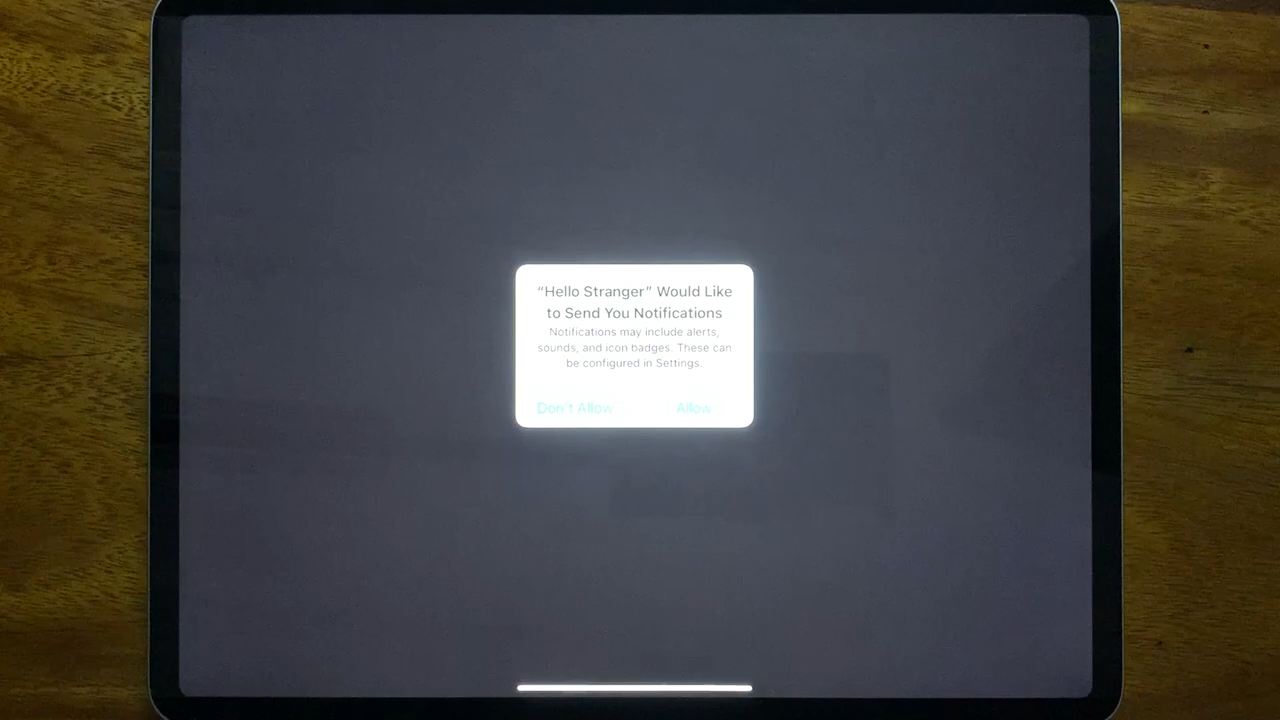 “Hello Stranger” Would Like
to Send You Notifications
Notifications may include alerts,
sounds, and icon badges. These can
be configured in Settings.
Don't Allow Allow